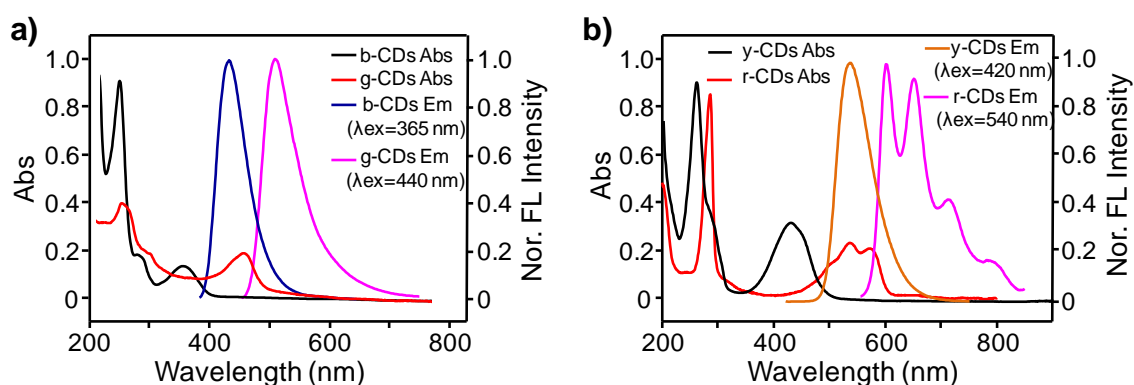 a)
1.0
0.8
0.6
0.4
0.2
0
Abs
200
400
600
800
Wavelength (nm)
1.0
0.8
0.6
0.4
0.2
0
Nor. FL Intensity
b-CDs Abs
g-CDs Abs
b-CDs Em
(λex=365 nm)
g-CDs Em
(λex=440 nm)
b)
1.0
0.8
0.6
0.4
0.2
0
Abs
200
400
600
800
Wavelength (nm)
1.0
0.8
0.6
0.4
0.2
0
Nor. FL Intensity
y-CDs Abs
r-CDs Abs
y-CDs Em
(λex=420 nm)
r-CDs Em
(λex=540 nm)